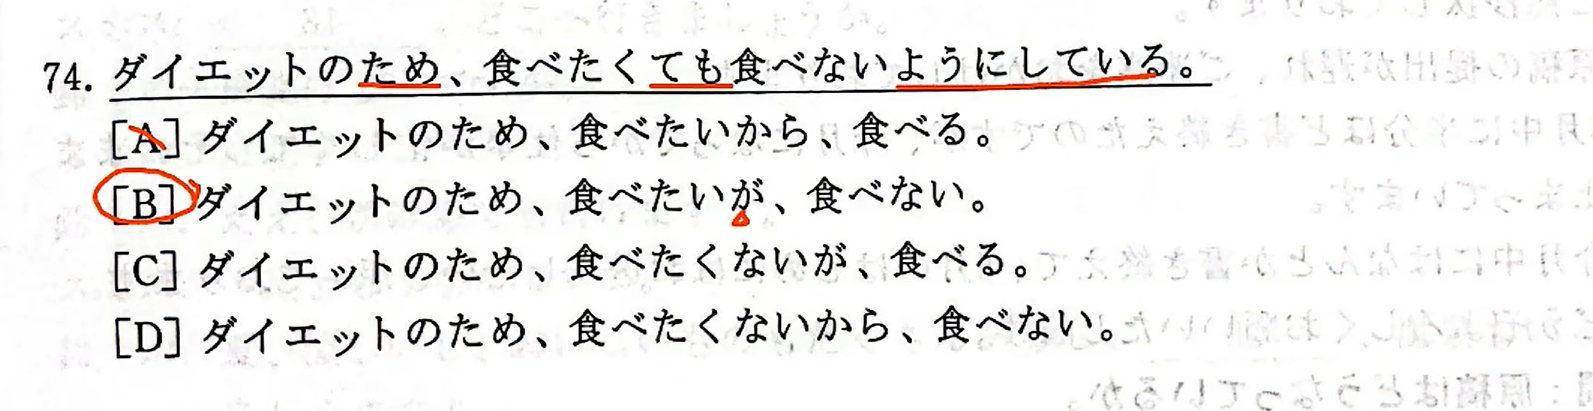 74. ダイエットのため、食べたくても食べないようにしている。
[A] ダイエットのため、食べたいから、食べる。
[B] ダイエットのため、食べたいが、食べない。
[C] ダイエットのため、食べたくないが、食べる。
[D] ダイエットのため、食べたくないから、食べない。